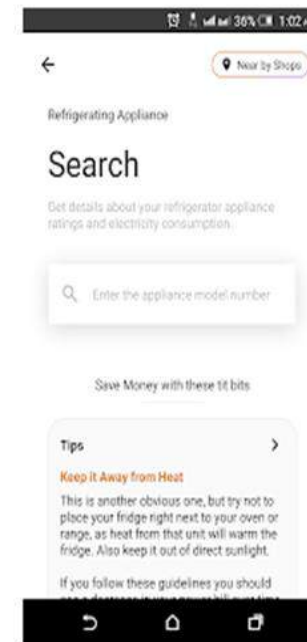 36% 1:02
Near by Shops
Refrigerating Appliance
Search
Get details about your refrigerator appliance
ratings and electricity consumption.
Enter the appliance model number
Save Money with these tit bits
Tips
Keep it Away from Heat
This is another obvious one, but try not to
place your fridge right next to your oven or
range, as heat from that unit will warm the
fridge. Also keep it out of direct sunlight.
If you follow these guidelines you should